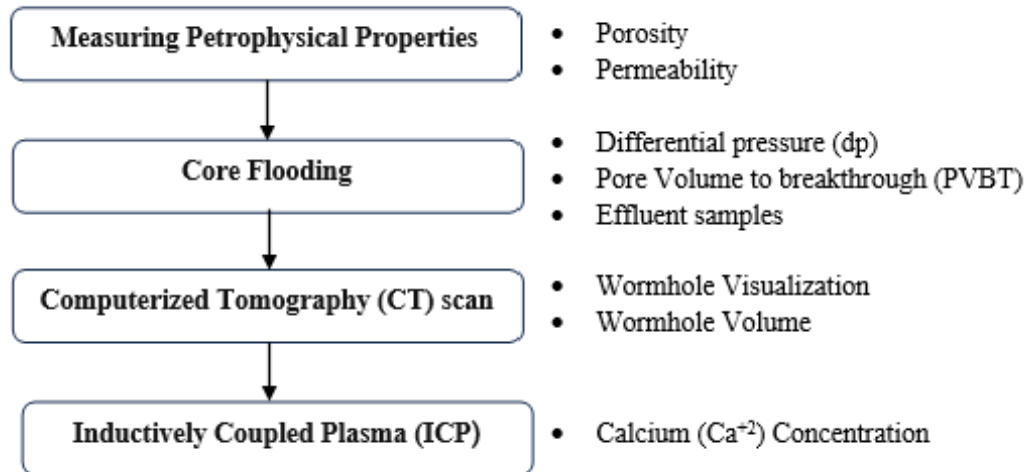 Measuring Petrophysical Properties
• Porosity
• Permeability
Core Flooding
• Differential pressure (dp)
• Pore Volume to breakthrough (PVBT)
• Effluent samples
Computerized Tomography (CT) scan
• Wormhole Visualization
• Wormhole Volume
Inductively Coupled Plasma (ICP)
• Calcium (Ca⁺²) Concentration